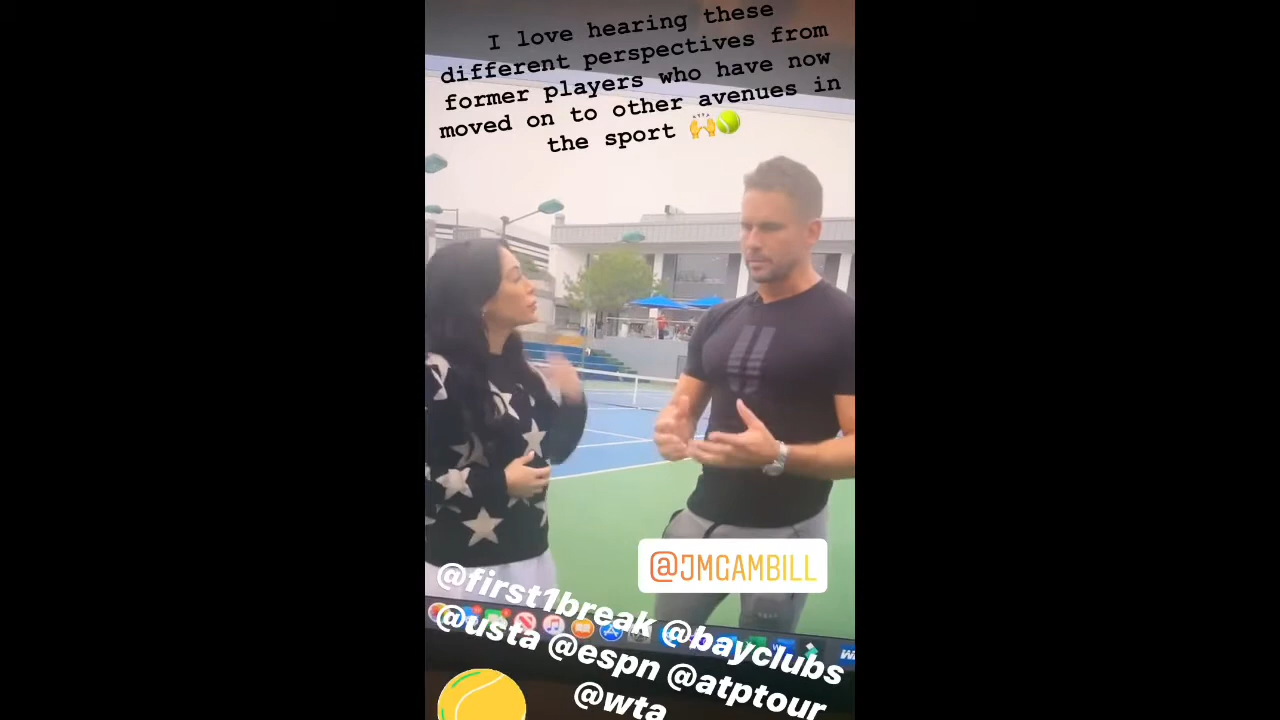 I love hearing these
different perspectives from
former players who have now
moved on to other avenues in
the sport 🙌🎾
@JMGAMBILL
@first1break @bayclubs
@usta @espn @atptour
@wta